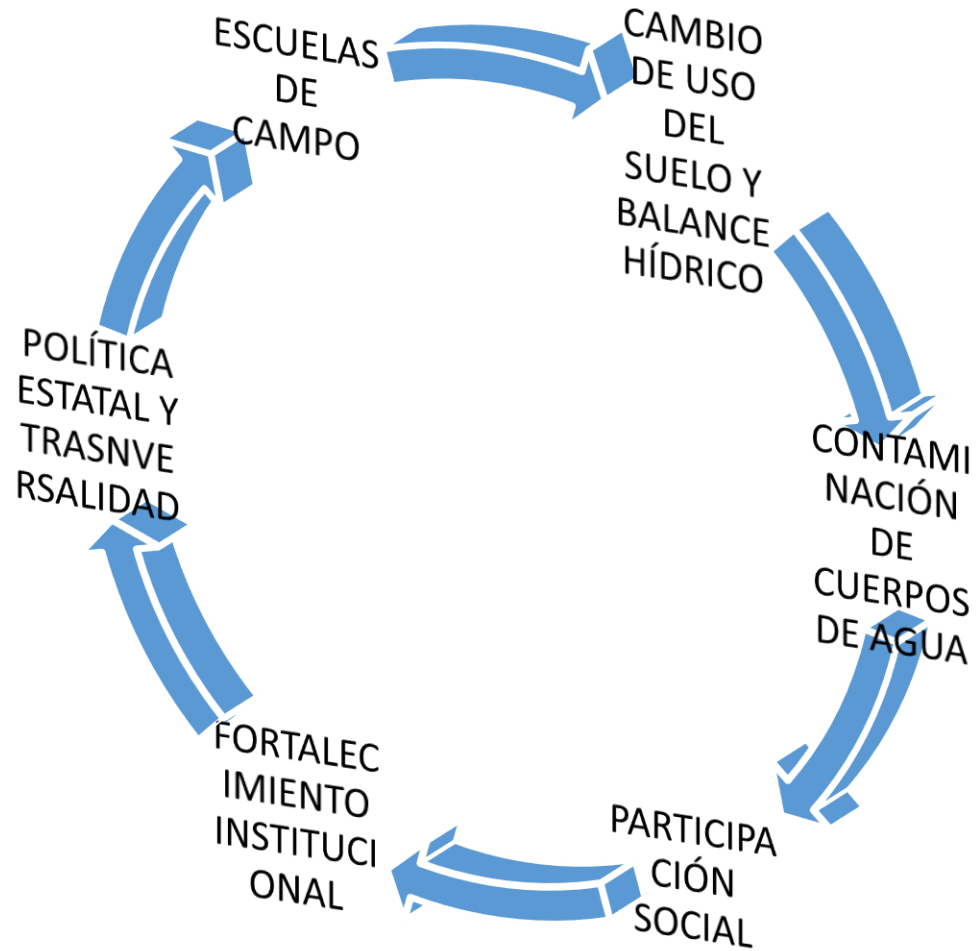 ESCUELAS
DE
CAMPO
CAMBIO
DE USO
DEL
SUELO Y
BALANCE
HÍDRICO
CONTAMI
NACIÓN
DE
CUERPOS
DE AGUA
PARTICIPA
CIÓN
SOCIAL
FORTALEC
IMIENTO
INSTITUCI
ONAL
POLÍTICA
ESTATAL Y
TRASNVE
RSALIDAD